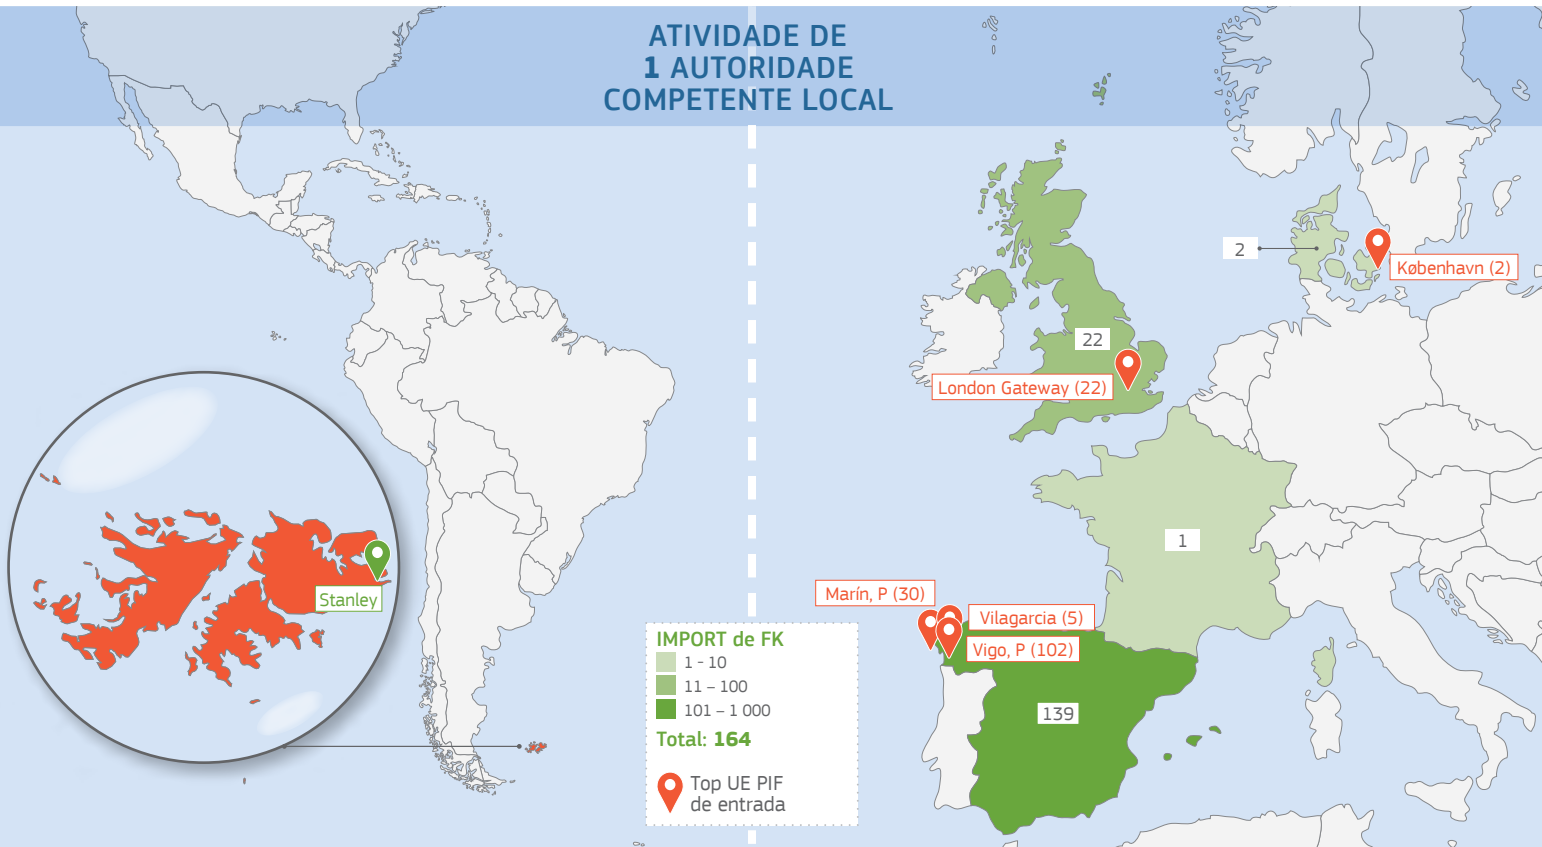 ATIVIDADE DE
1 AUTORIDADE
COMPETENTE LOCAL
2
København (2)
22
London Gateway (22)
1
Marín, P (30)
Vilagarcia (5)
Vigo, P (102)
139
Stanley
IMPORT de FK
1 - 10
11 – 100
101 – 1 000
Total: 164
Top UE PIF
de entrada